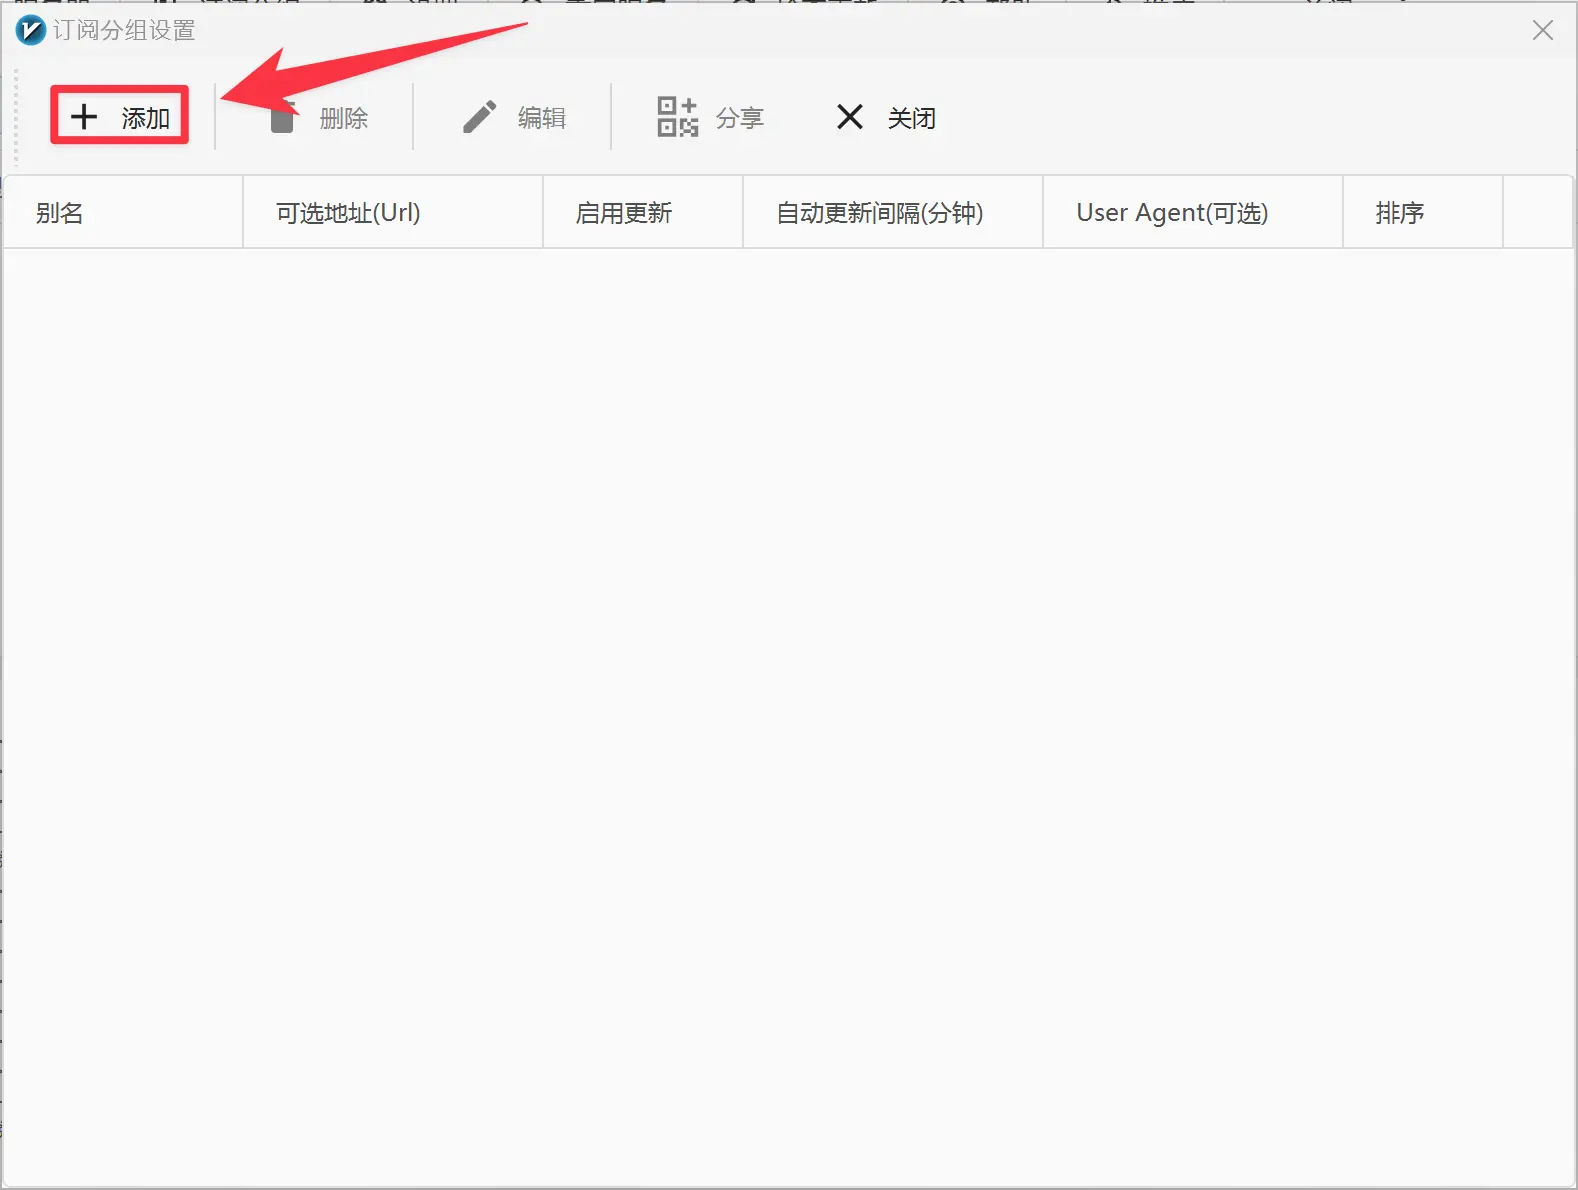 订阅分组设置
添加 删除 编辑 分享 关闭
别名 可选地址(Url) 启用更新 自动更新间隔(分钟) User Agent(可选) 排序